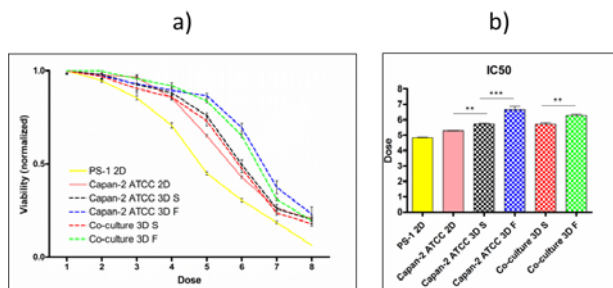 a)
b)
Viability (normalized)
1.0
0.5
0.0
PS-1 2D
Capan-2 ATCC 2D
Capan-2 ATCC 3D S
Capan-2 ATCC 3D F
Co-culture 3D S
Co-culture 3D F
1 2 3 4 5 6 7 8
Dose
IC50
Dose
8
7
6
5
4
3
2
1
0
** *** **
PS-1 2D
Capan-2 ATCC 2D
Capan-2 ATCC 3D S
Capan-2 ATCC 3D F
Co-culture 3D S
Co-culture 3D F